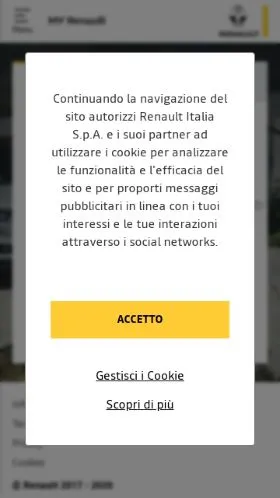 Menu
MY Renault
RENAULT
Continuando la navigazione del
sito autorizzi Renault Italia
S.p.A. e i suoi partner ad
utilizzare i cookie per analizzare
le funzionalità e l'efficacia del
sito e per proporti messaggi
pubblicitari in linea con i tuoi
interessi e le tue interazioni
attraverso i social networks.
ACCETTO
Gestisci i Cookie
Scopri di più
Cookies
© Renault 2017 - 2020